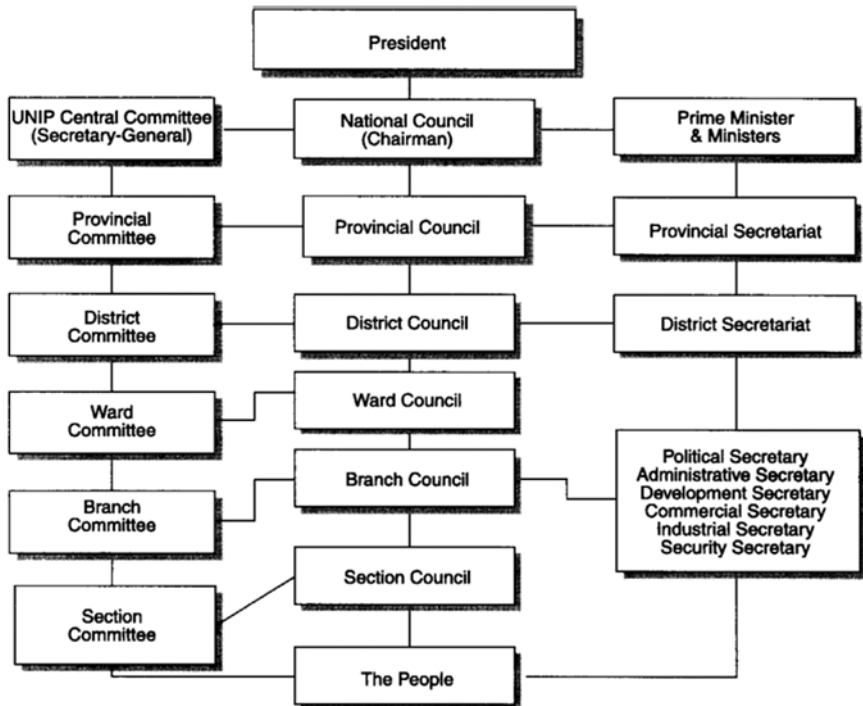 President
UNIP Central Committee
(Secretary-General)
National Council
(Chairman)
Prime Minister
& Ministers
Provincial
Committee
Provincial Council
Provincial Secretariat
District
Committee
District Council
District Secretariat
Ward
Committee
Ward Council
Political Secretary
Administrative Secretary
Development Secretary
Commercial Secretary
Industrial Secretary
Security Secretary
Branch
Committee
Branch Council
Section
Committee
Section Council
The People